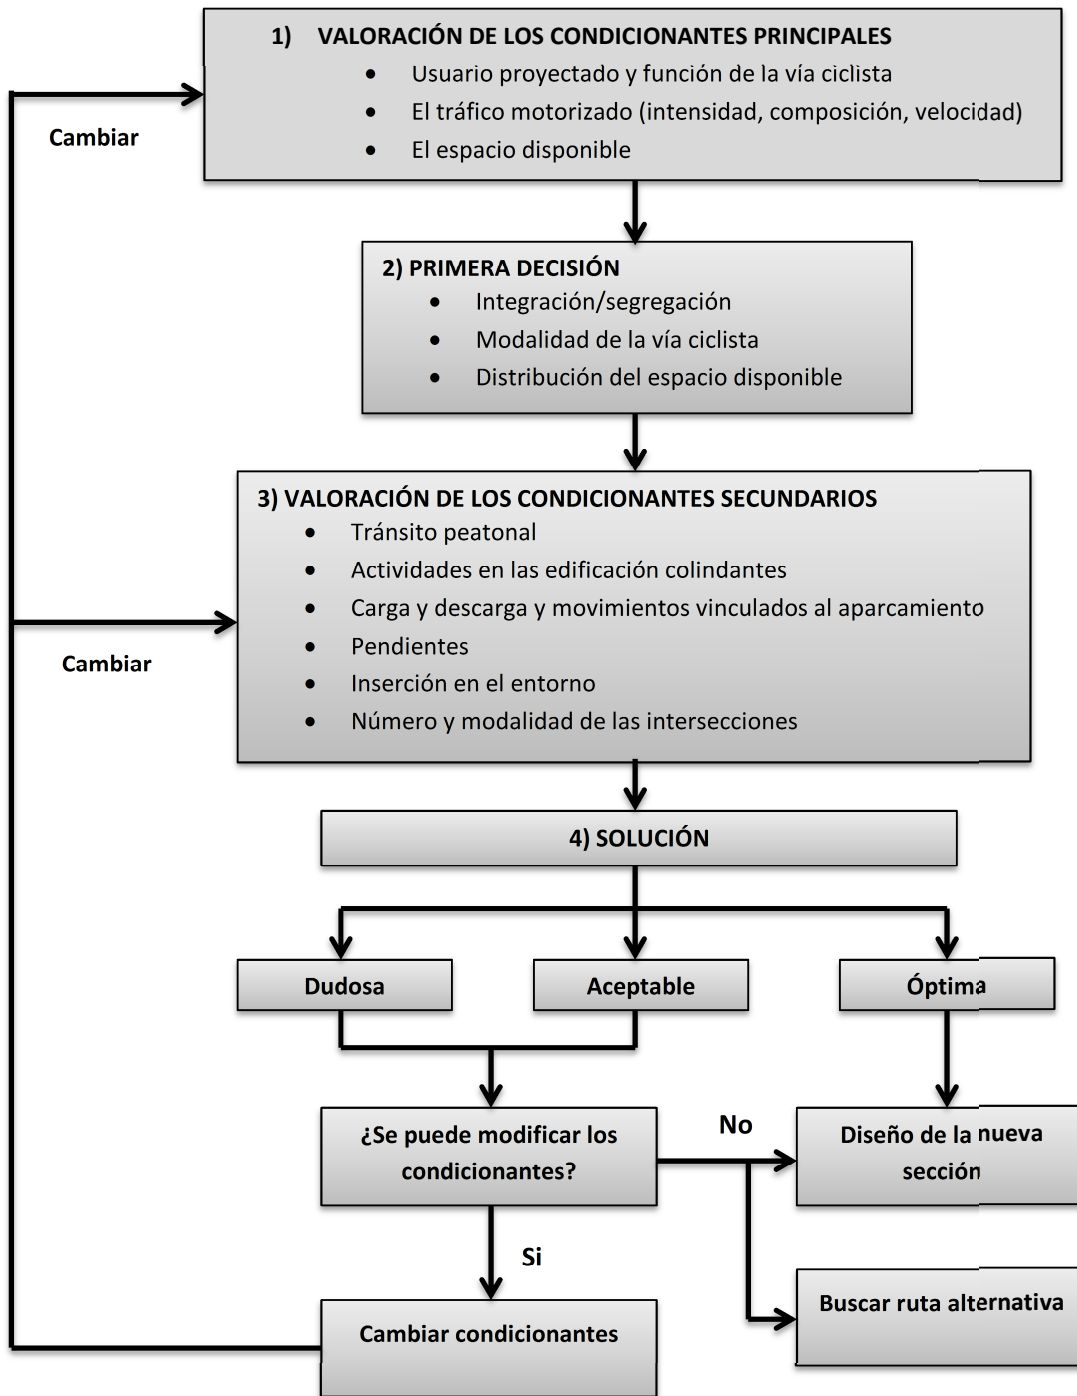 1) VALORACIÓN DE LOS CONDICIONANTES PRINCIPALES
• Usuario proyectado y función de la vía ciclista
• El tráfico motorizado (intensidad, composición, velocidad)
• El espacio disponible
Cambiar
2) PRIMERA DECISIÓN
• Integración/segregación
• Modalidad de la vía ciclista
• Distribución del espacio disponible
3) VALORACIÓN DE LOS CONDICIONANTES SECUNDARIOS
• Tránsito peatonal
• Actividades en las edificación colindantes
• Carga y descarga y movimientos vinculados al aparcamiento
• Pendientes
• Inserción en el entorno
• Número y modalidad de las intersecciones
Cambiar
4) SOLUCIÓN
Dudosa
Aceptable
Óptima
¿Se puede modificar los
condicionantes?
No
Diseño de la nueva
sección
Si
Buscar ruta alternativa
Cambiar condicionantes